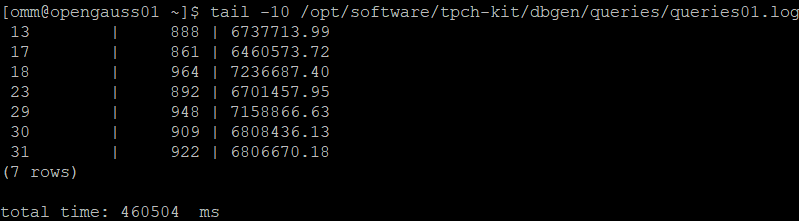 [omm@opengauss01 ~]$ tail -10 /opt/software/tpch-kit/dbgen/queries/queries01.log
 13         |     888 | 6737713.99
 17         |     861 | 6460573.72
 18         |     964 | 7236687.40
 23         |     892 | 6701457.95
 29         |     948 | 7158866.63
 30         |     909 | 6808436.13
 31         |     922 | 6806670.18
(7 rows)

total time: 460504  ms